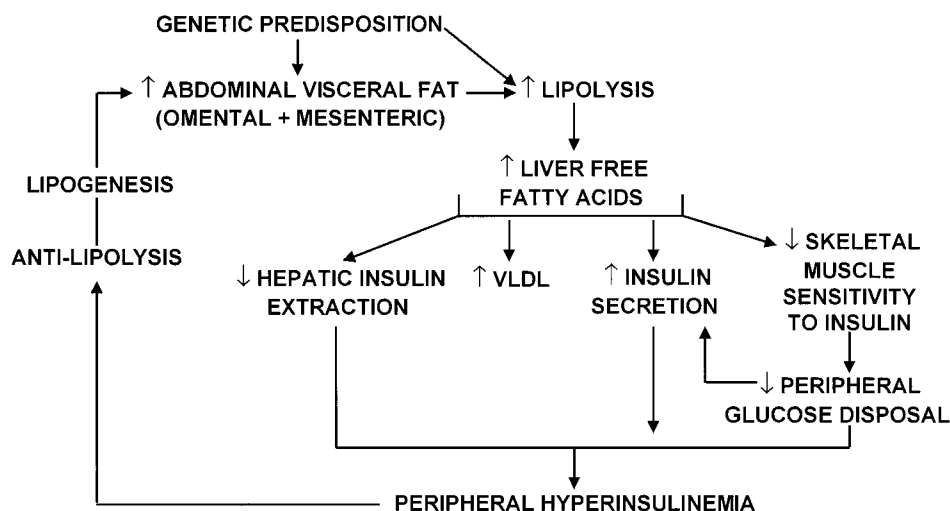 GENETIC PREDISPOSITION
↑ ABDOMINAL VISCERAL FAT
(OMENTAL + MESENTERIC)
↑ LIPOLYSIS
↑ LIVER FREE
FATTY ACIDS
LIPOGENESIS
ANTI-LIPOLYSIS
↓ HEPATIC INSULIN
EXTRACTION
↑ VLDL
↑ INSULIN
SECRETION
↓ SKELETAL
MUSCLE
SENSITIVITY
TO INSULIN
↓ PERIPHERAL
GLUCOSE DISPOSAL
PERIPHERAL HYPERINSULINEMIA